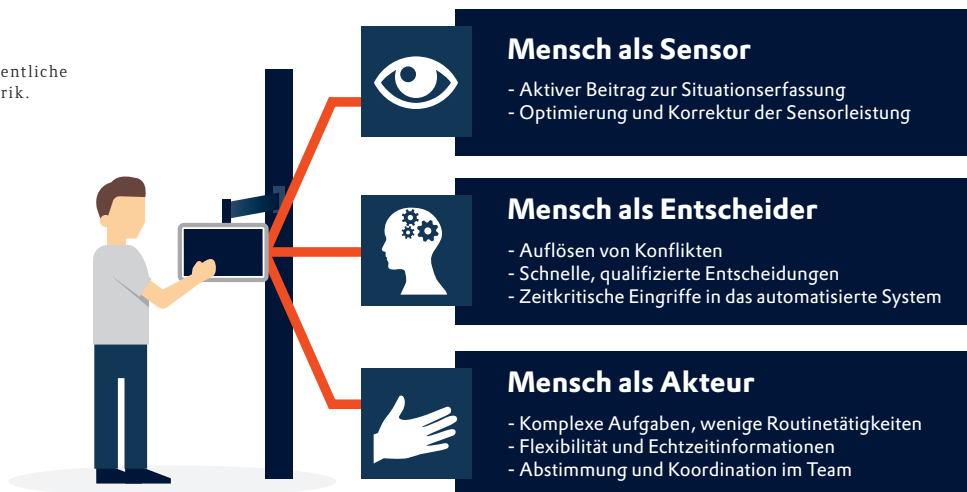 entliche
rik.
Mensch als Sensor
- Aktiver Beitrag zur Situationserfassung
- Optimierung und Korrektur der Sensorleistung
Mensch als Entscheider
- Auflösen von Konflikten
- Schnelle, qualifizierte Entscheidungen
- Zeitkritische Eingriffe in das automatisierte System
Mensch als Akteur
- Komplexe Aufgaben, wenige Routinetätigkeiten
- Flexibilität und Echtzeitinformationen
- Abstimmung und Koordination im Team